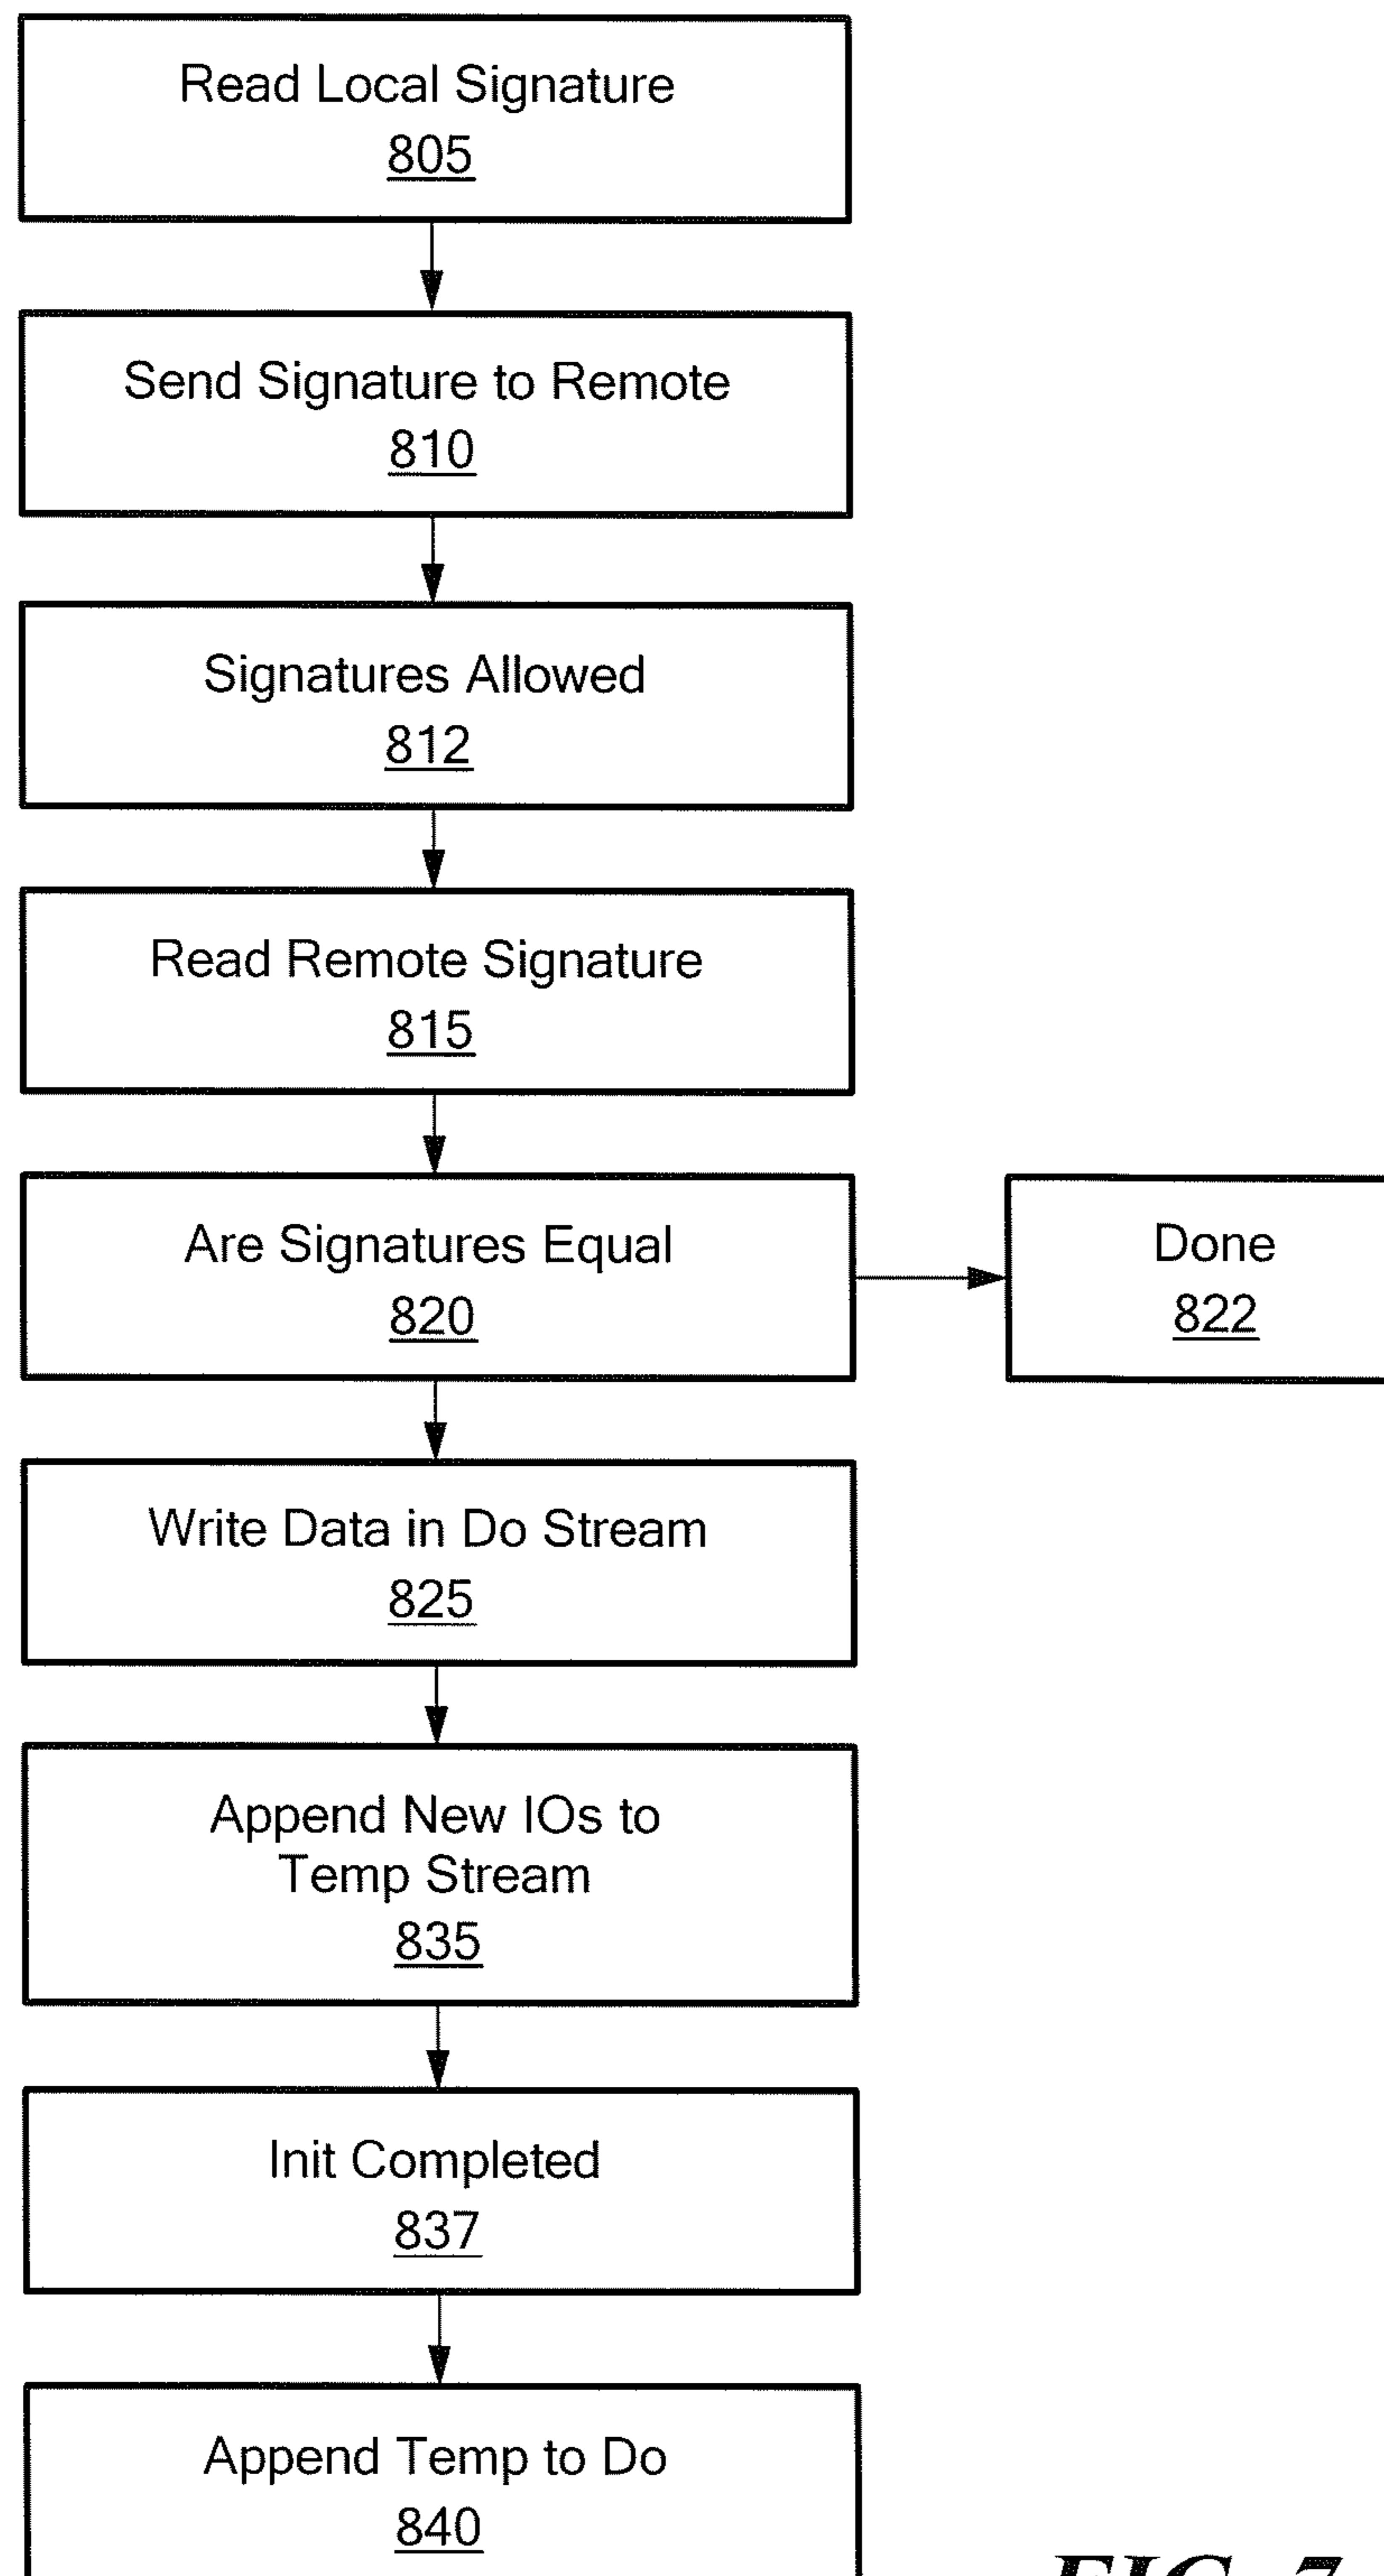 Read Local Signature
805
Send Signature to Remote
810
Signatures Allowed
812
Read Remote Signature
815
Are Signatures Equal
820
Done
822
Write Data in Do Stream
825
Append New IOs to
Temp Stream
835
Init Completed
837
Append Temp to Do
840
FIG. 7